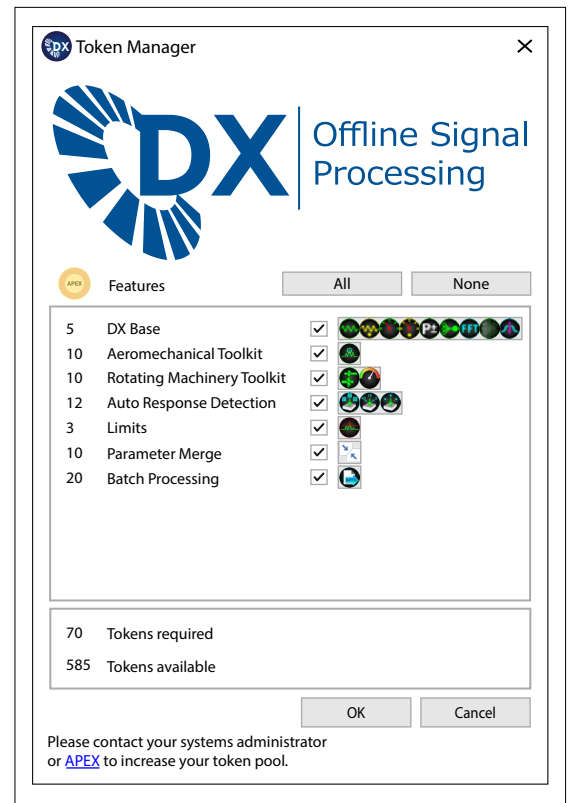 DX Token Manager
DX Offline Signal
Processing
APEX Features All None
5 DX Base P± FFT
10 Aeromechanical Toolkit
10 Rotating Machinery Toolkit
12 Auto Response Detection
3 Limits
10 Parameter Merge
20 Batch Processing
70 Tokens required
585 Tokens available
OK Cancel
Please contact your systems administrator
or APEX to increase your token pool.